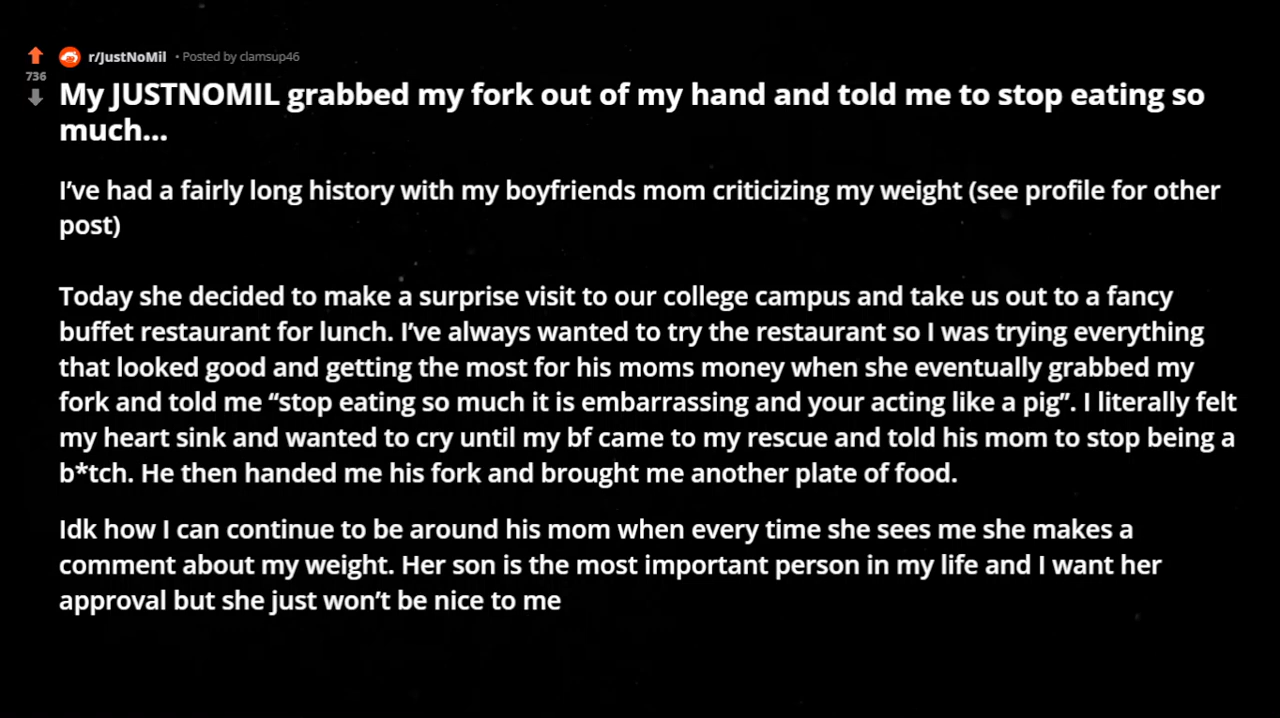 r/JustNoMil • Posted by clamsup46
736
My JUSTNOMIL grabbed my fork out of my hand and told me to stop eating so
much...
I’ve had a fairly long history with my boyfriends mom criticizing my weight (see profile for other
post)
Today she decided to make a surprise visit to our college campus and take us out to a fancy
buffet restaurant for lunch. I’ve always wanted to try the restaurant so I was trying everything
that looked good and getting the most for his moms money when she eventually grabbed my
fork and told me “stop eating so much it is embarrassing and your acting like a pig”. I literally felt
my heart sink and wanted to cry until my bf came to my rescue and told his mom to stop being a
b*tch. He then handed me his fork and brought me another plate of food.
Idk how I can continue to be around his mom when every time she sees me she makes a
comment about my weight. Her son is the most important person in my life and I want her
approval but she just won’t be nice to me